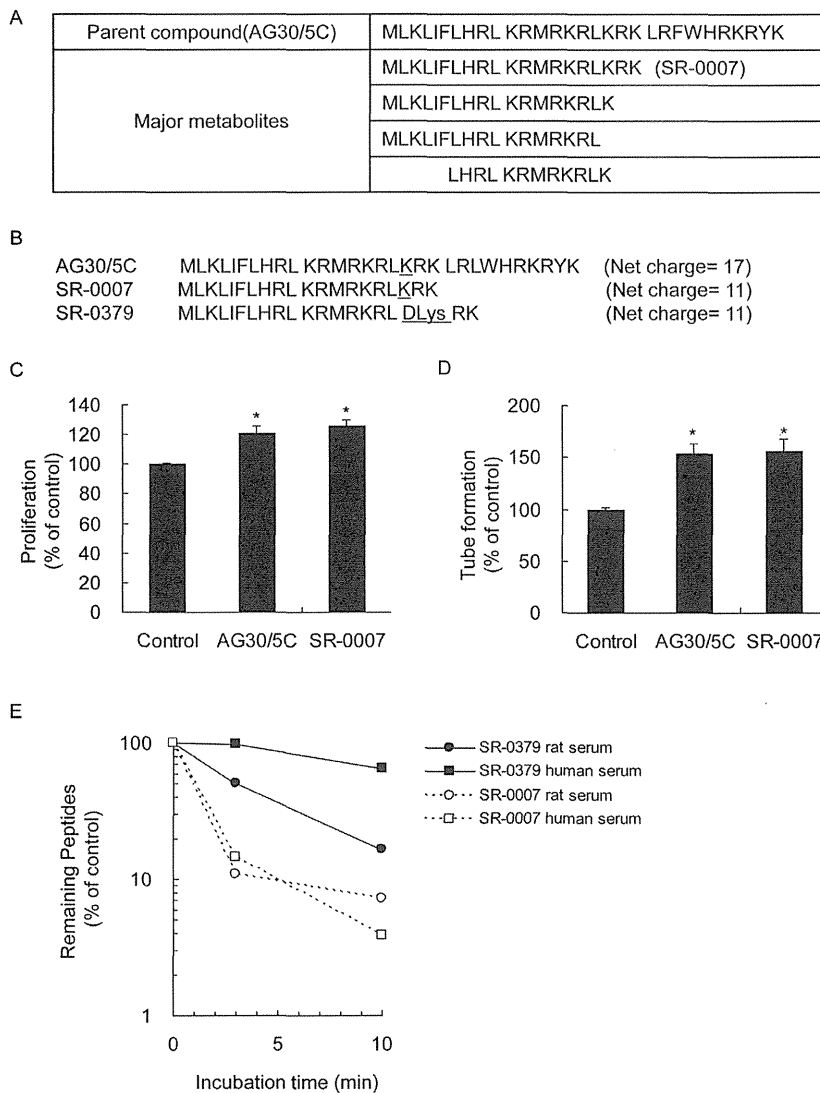 A
Parent compound(AG30/5C) MLKLIFLHRL KRMRKRLKRK LRFWHRKRYK
Major metabolites
MLKLIFLHRL KRMRKRLKRK (SR-0007)
MLKLIFLHRL KRMRKRLK
MLKLIFLHRL KRMRKRL
LHRL KRMRKRLK
B
AG30/5C MLKLIFLHRL KRMRKRLKRK LRLWHRKRYK (Net charge= 17)
SR-0007 MLKLIFLHRL KRMRKRLKRK (Net charge= 11)
SR-0379 MLKLIFLHRL KRMRKRL DLys RK (Net charge= 11)
C
Proliferation
(% of control)
140
120
100
80
60
40
20
0
* *
Control AG30/5C SR-0007
D
Tube formation
(% of control)
200
150
100
50
0
* *
Control AG30/5C SR-0007
E
Remaining Peptides
(% of control)
100
10
1
0 5 10
Incubation time (min)
SR-0379 rat serum
SR-0379 human serum
SR-0007 rat serum
SR-0007 human serum